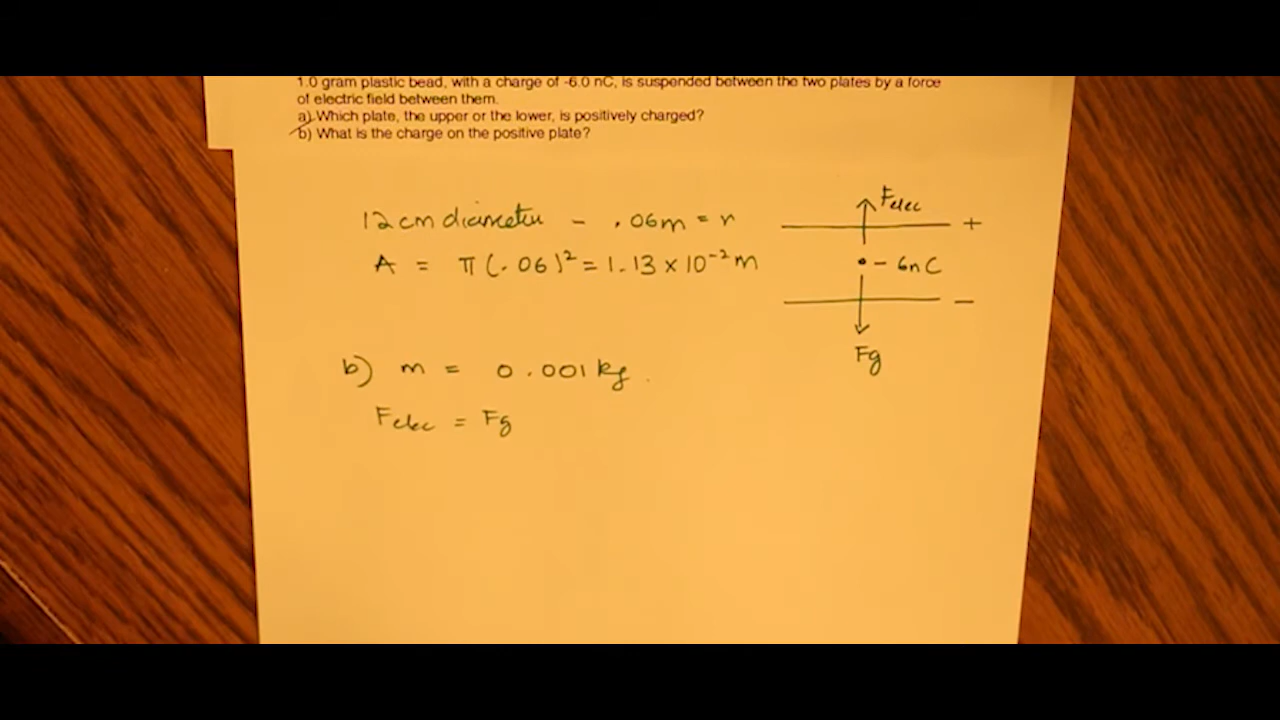 1.0 gram plastic bead, with a charge of -6.0 nC, is suspended between the two plates by a force
of electric field between them.
a) Which plate, the upper or the lower, is positively charged?
b) What is the charge on the positive plate?
12cm diameter - .06m = r
A = π(.06)² = 1.13 × 10⁻² m
Felec
+
- 6nC
−
Fg
b) m = 0.001 kg.
Felec = Fg